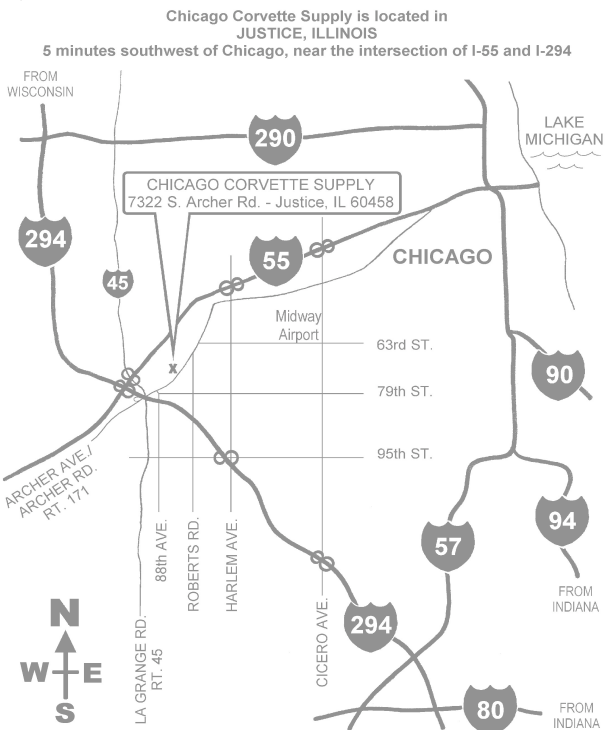 Chicago Corvette Supply is located in
JUSTICE, ILLINOIS
5 minutes southwest of Chicago, near the intersection of I-55 and I-294
FROM
WISCONSIN
290
LAKE
MICHIGAN
CHICAGO CORVETTE SUPPLY
7322 S. Archer Rd. - Justice, IL 60458
294
45
55
CHICAGO
Midway
Airport
63rd ST.
x
90
79th ST.
95th ST.
ARCHER AVE./
ARCHER RD.
RT. 171
94
57
88th AVE.
ROBERTS RD.
HARLEM AVE.
CICERO AVE.
LA GRANGE RD.
RT. 45
FROM
INDIANA
294
N
W E
S
80
FROM
INDIANA